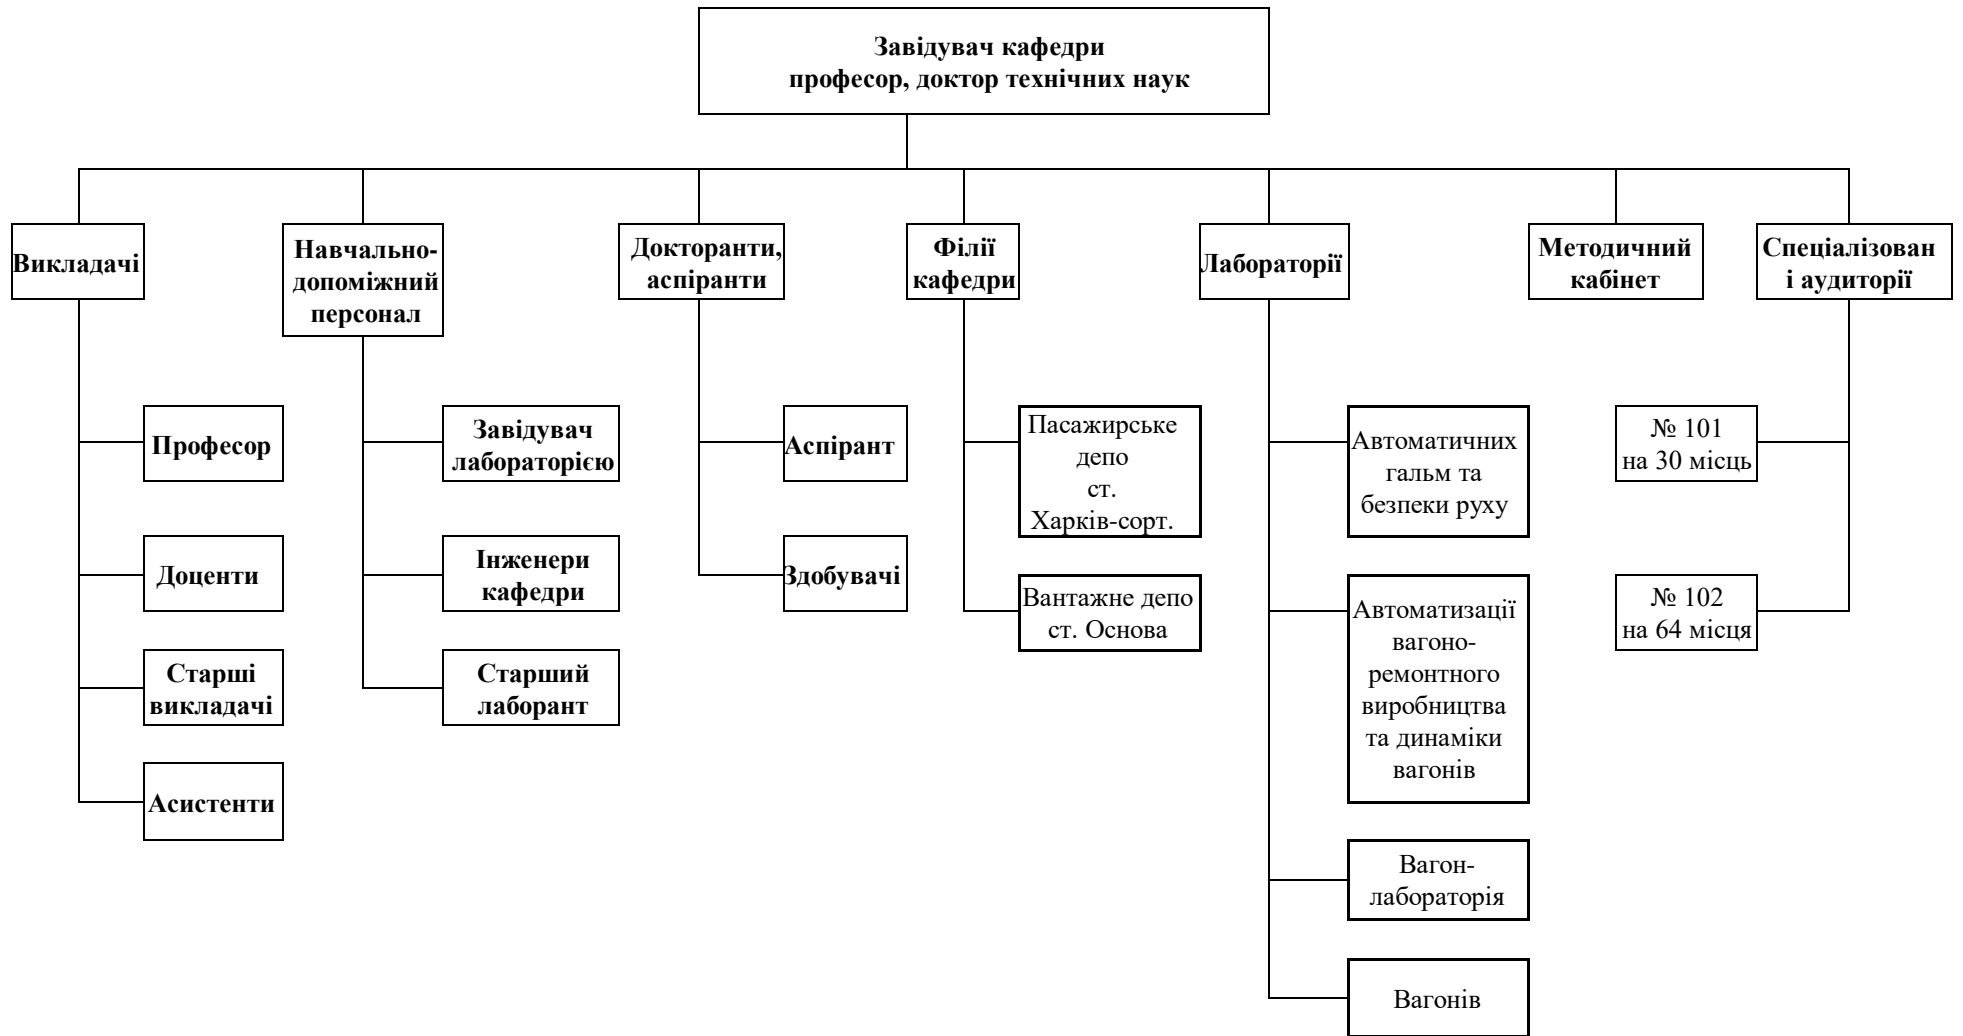 Завідувач кафедри
професор, доктор технічних наук
Викладачі
Навчально-
допоміжний
персонал
Докторанти,
аспіранти
Філії
кафедри
Лабораторії
Методичний
кабінет
Спеціалізован
і аудиторії
Професор
Доценти
Старші
викладачі
Асистенти
Завідувач
лабораторією
Інженери
кафедри
Старший
лаборант
Аспірант
Здобувачі
Пасажирське
депо
ст.
Харків-сорт.
Вантажне депо
ст. Основа
Автоматичних
гальм та
безпеки руху
Автоматизації
вагоно-
ремонтного
виробництва
та динаміки
вагонів
Вагон-
лабораторія
Вагонів
№ 101
на 30 місць
№ 102
на 64 місця